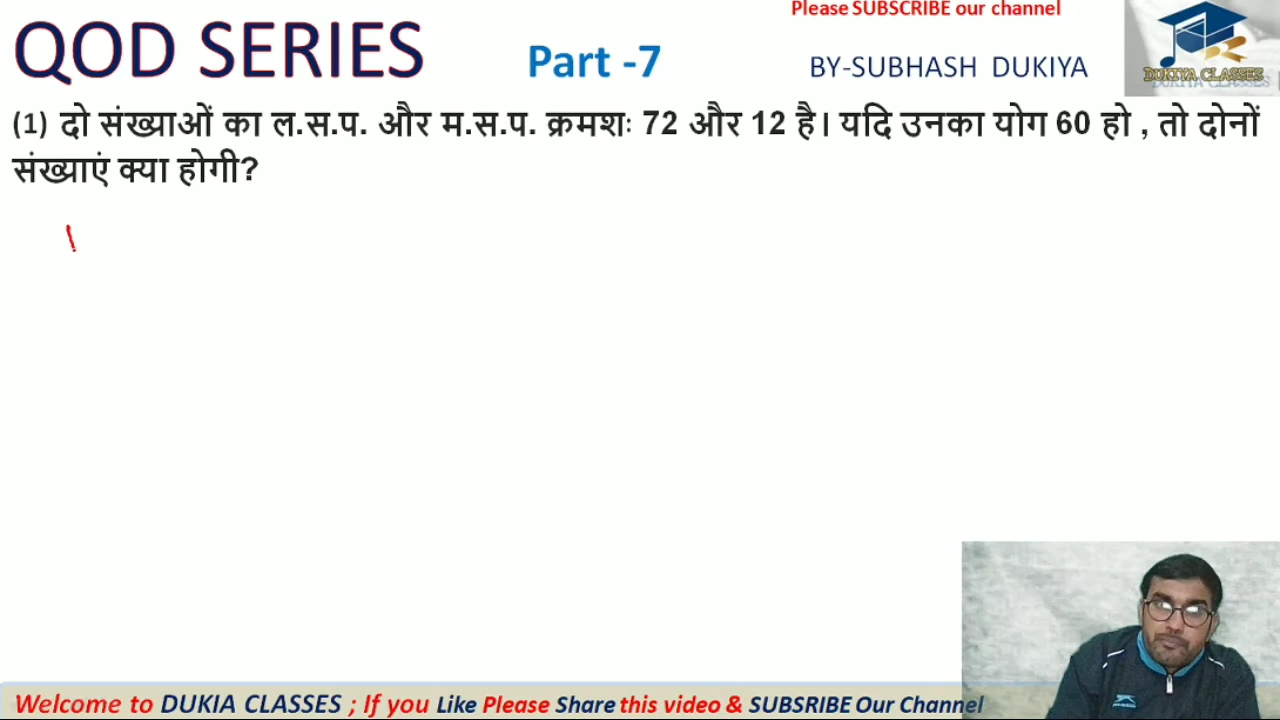 Please SUBSCRIBE our channel
QOD SERIES
Part -7
BY-SUBHASH DUKIYA
DUKIYA CLASSES
(1) दो संख्याओं का ल.स.प. और म.स.प. क्रमशः 72 और 12 है। यदि उनका योग 60 हो , तो दोनों
संख्याएं क्या होगी?
Welcome to DUKIA CLASSES ; If you Like Please Share this video & SUBSRIBE Our Channel